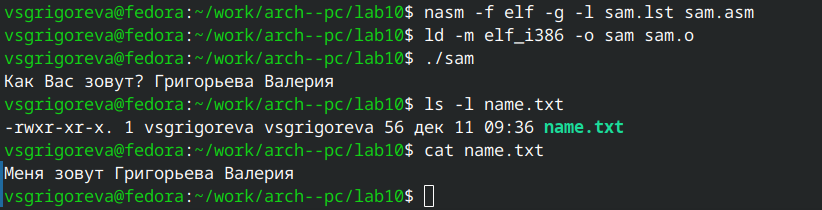 vsgrigoreva@fedora:~/work/arch--pc/lab10$ nasm -f elf -g -l sam.lst sam.asm
vsgrigoreva@fedora:~/work/arch--pc/lab10$ ld -m elf_i386 -o sam sam.o
vsgrigoreva@fedora:~/work/arch--pc/lab10$ ./sam
Как Вас зовут? Григорьева Валерия
vsgrigoreva@fedora:~/work/arch--pc/lab10$ ls -l name.txt
-rwxr-xr-x. 1 vsgrigoreva vsgrigoreva 56 дек 11 09:36 name.txt
vsgrigoreva@fedora:~/work/arch--pc/lab10$ cat name.txt
Меня зовут Григорьева Валерия
vsgrigoreva@fedora:~/work/arch--pc/lab10$